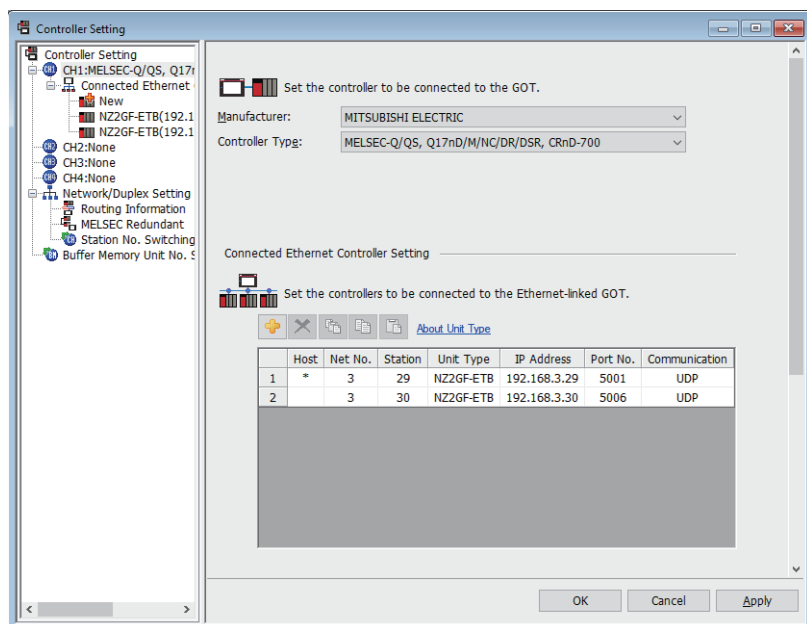 Controller Setting
Controller Setting
CH1:MELSEC-Q/QS, Q17n
Connected Ethernet
New
NZ2GF-ETB(192.1
NZ2GF-ETB(192.1
CH2:None
CH3:None
CH4:None
Network/Duplex Setting
Routing Information
MELSEC Redundant
Station No. Switching
Buffer Memory Unit No. S
Set the controller to be connected to the GOT.
Manufacturer: MITSUBISHI ELECTRIC
Controller Type: MELSEC-Q/QS, Q17nD/M/NC/DR/DSR, CRnD-700
Connected Ethernet Controller Setting
Set the controllers to be connected to the Ethernet-linked GOT.
About Unit Type
Host Net No. Station Unit Type IP Address Port No. Communication
1 * 3 29 NZ2GF-ETB 192.168.3.29 5001 UDP
2 3 30 NZ2GF-ETB 192.168.3.30 5006 UDP
OK Cancel Apply